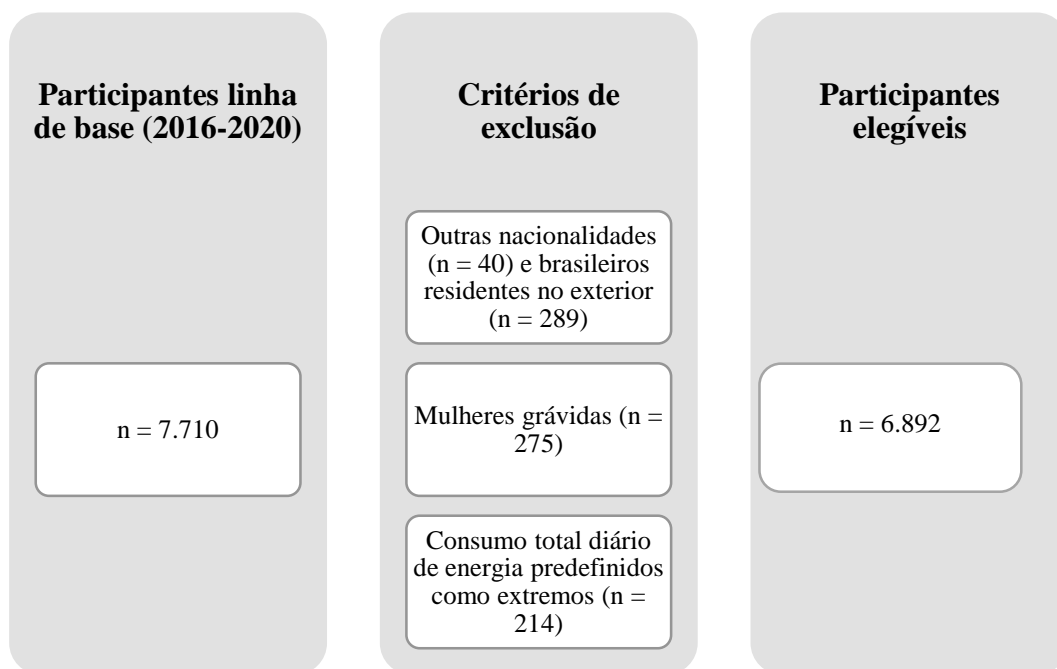 Participantes linha
de base (2016-2020)
n = 7.710
Critérios de
exclusão
Outras nacionalidades
(n = 40) e brasileiros
residentes no exterior
(n = 289)
Mulheres grávidas (n =
275)
Consumo total diário
de energia predefinidos
como extremos (n =
214)
Participantes
elegíveis
n = 6.892